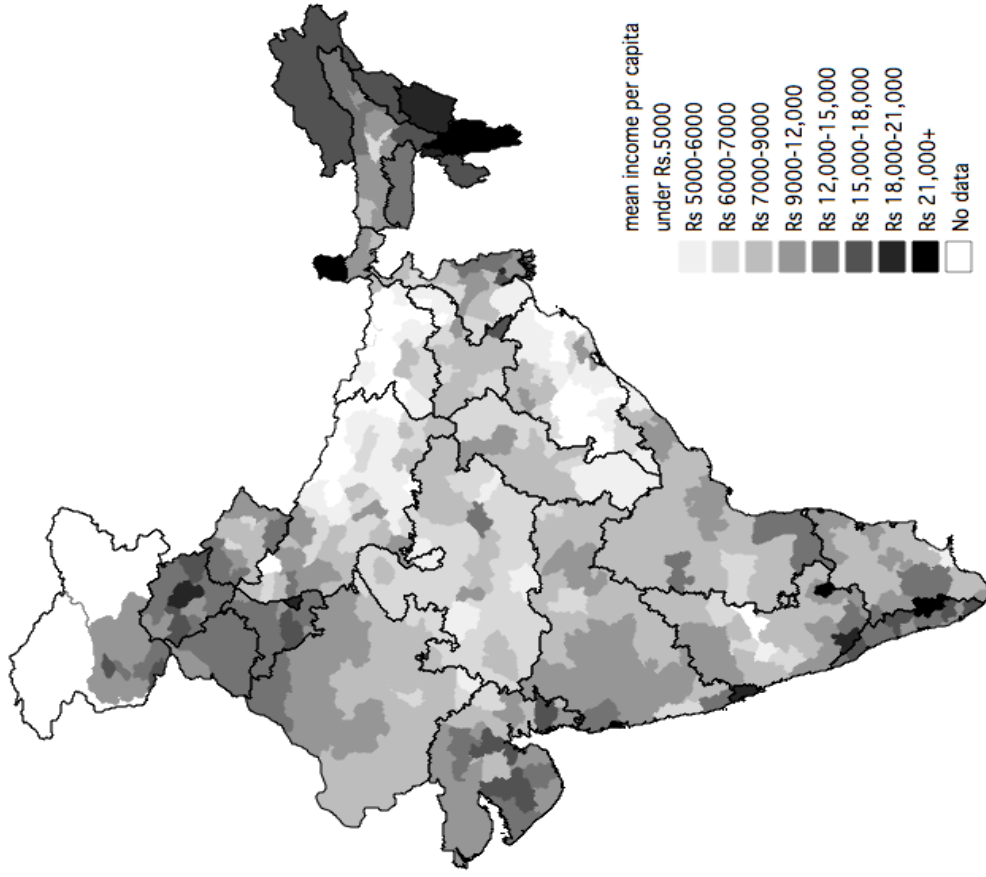 mean income per capita
under Rs.5000
Rs 5000-6000
Rs 6000-7000
Rs 7000-9000
Rs 9000-12,000
Rs 12,000-15,000
Rs 15,000-18,000
Rs 18,000-21,000
Rs 21,000+
No data